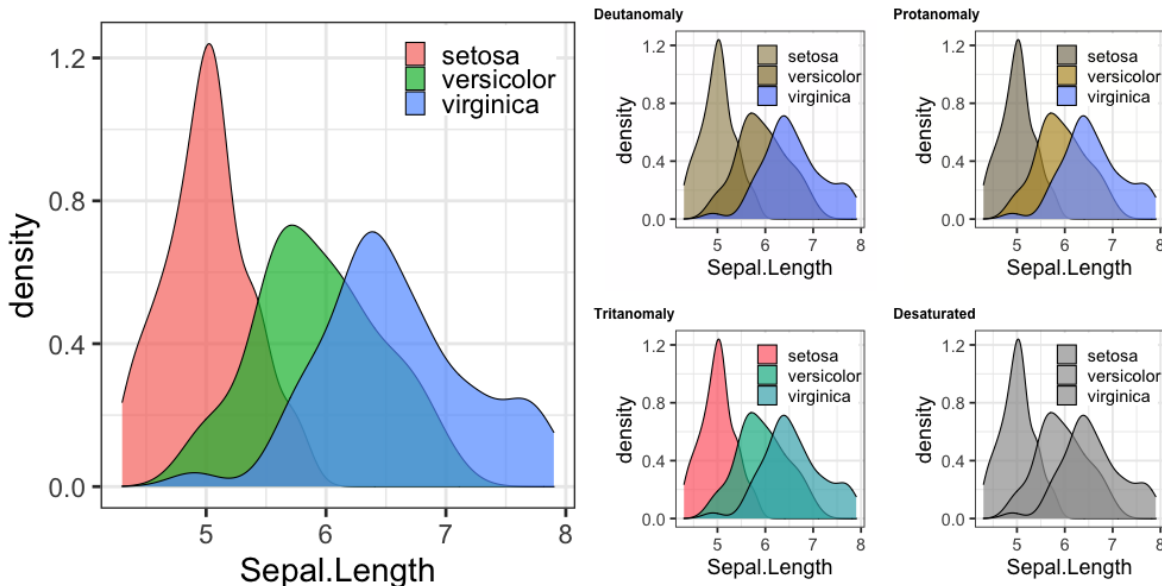 density
1.2
0.8
0.4
0.0
setosa
versicolor
virginica
5 6 7 8
Sepal.Length
Deutanomaly
density
1.2
0.8
0.4
0.0
setosa
versicolor
virginica
5 6 7 8
Sepal.Length
Protanomaly
density
1.2
0.8
0.4
0.0
setosa
versicolor
virginica
5 6 7 8
Sepal.Length
Tritanomaly
density
1.2
0.8
0.4
0.0
setosa
versicolor
virginica
5 6 7 8
Sepal.Length
Desaturated
density
1.2
0.8
0.4
0.0
setosa
versicolor
virginica
5 6 7 8
Sepal.Length